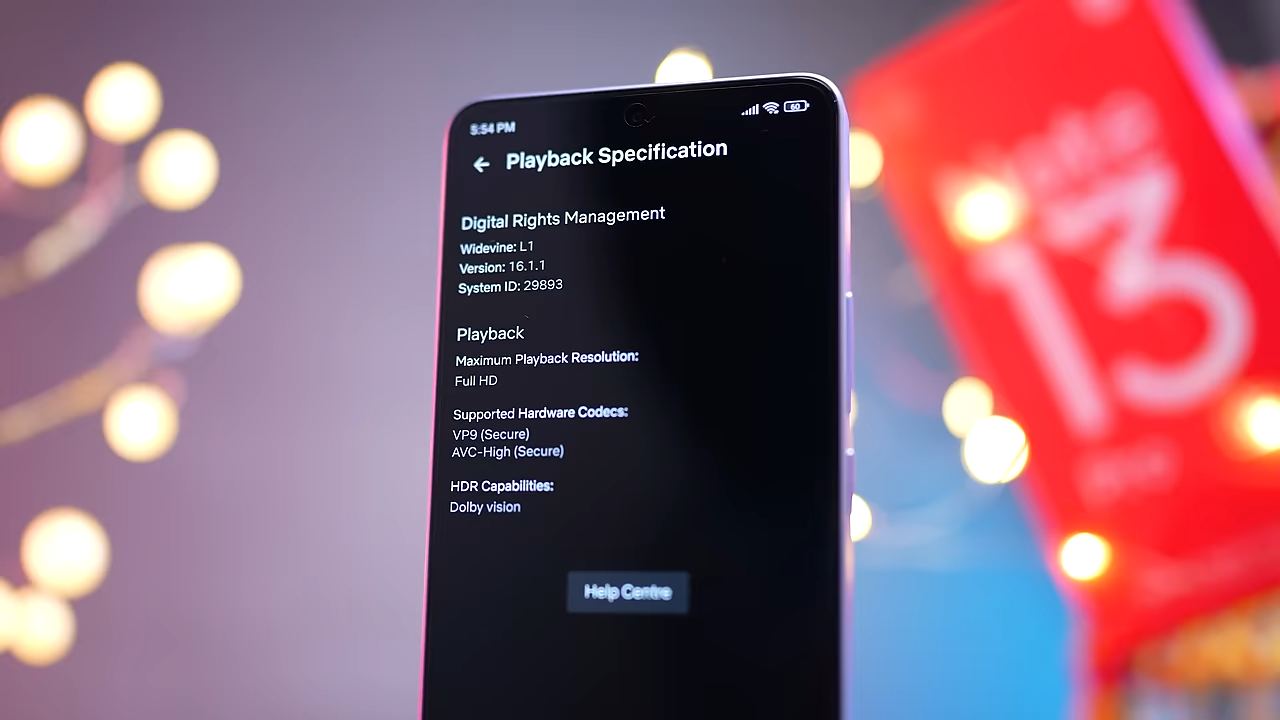 5:54 PM
60
Playback Specification
Digital Rights Management
Widevine: L1
Version: 16.1.1
System ID: 29893
Playback
Maximum Playback Resolution:
Full HD
Supported Hardware Codecs:
VP9 (Secure)
AVC-High (Secure)
HDR Capabilities:
Dolby vision
Help Centre
Note
13